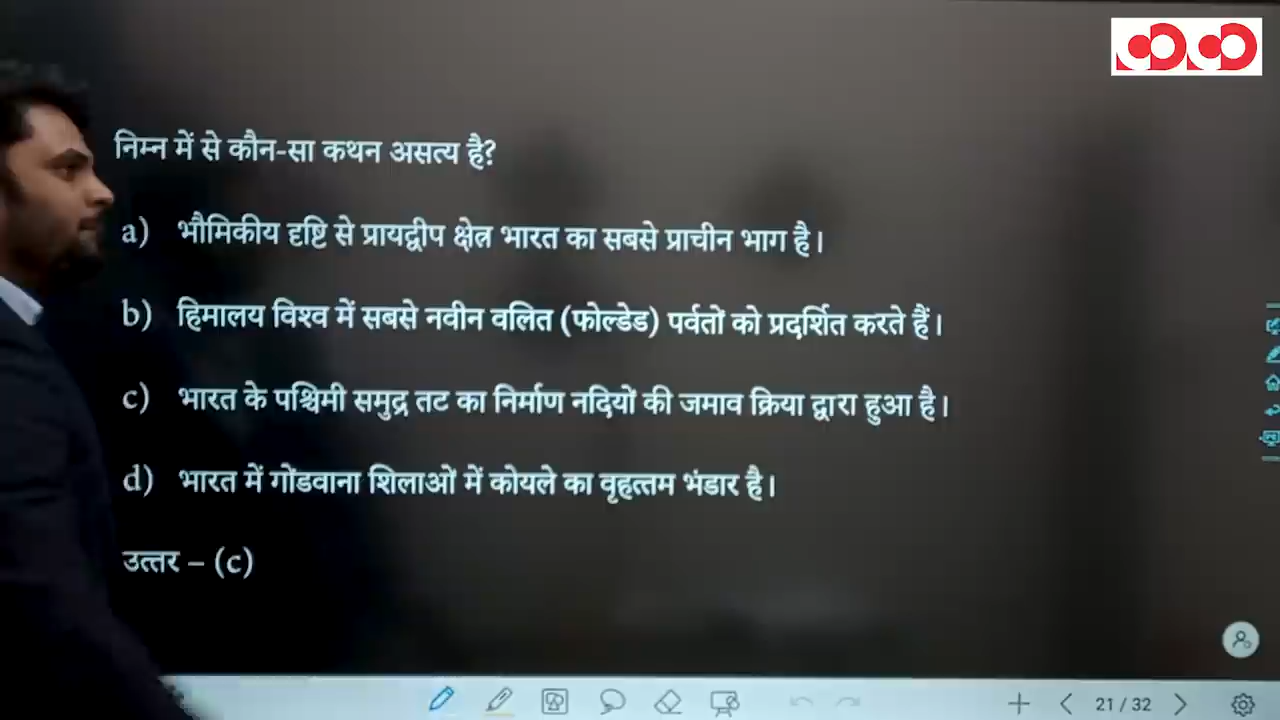 निम्न में से कौन-सा कथन असत्य है?
a) भौमिकीय दृष्टि से प्रायद्वीप क्षेत्र भारत का सबसे प्राचीन भाग है।
b) हिमालय विश्व में सबसे नवीन वलित (फोल्डेड) पर्वतों को प्रदर्शित करते हैं।
c) भारत के पश्चिमी समुद्र तट का निर्माण नदियों की जमाव क्रिया द्वारा हुआ है।
d) भारत में गोंडवाना शिलाओं में कोयले का वृहत्तम भंडार है।
उत्तर – (c)
21 / 32